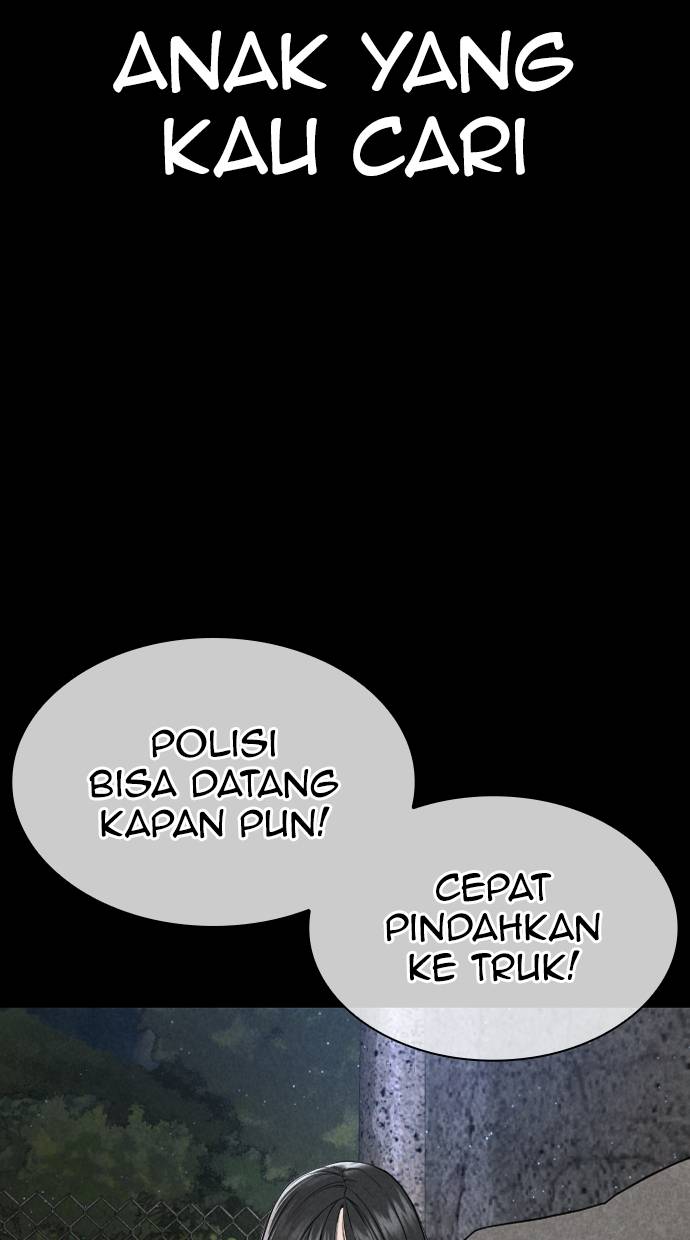 ANAK YANG
KAU CARI
POLISI
BISA DATANG
KAPAN PUN!
CEPAT
PINDAHKAN
KE TRUK!